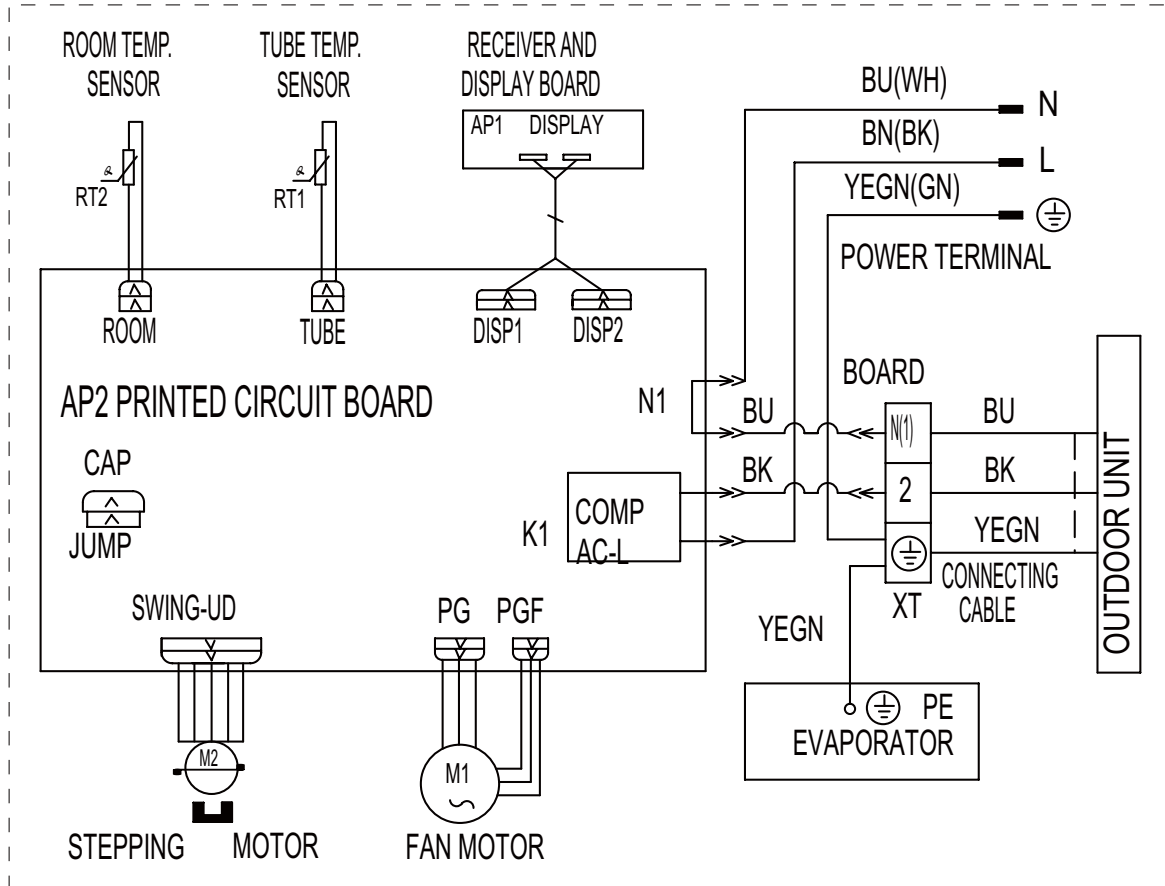 ROOM TEMP.
SENSOR
TUBE TEMP.
SENSOR
RECEIVER AND
DISPLAY BOARD
AP1 DISPLAY
RT2
RT1
BU(WH)
N
BN(BK)
L
YEGN(GN)
POWER TERMINAL
ROOM
TUBE
DISP1
DISP2
AP2 PRINTED CIRCUIT BOARD
N1
BOARD
BU
N(1)
BU
CAP
JUMP
K1
COMP
AC-L
BK
2
BK
YEGN
XT
CONNECTING
CABLE
OUTDOOR UNIT
SWING-UD
PG
PGF
YEGN
PE
EVAPORATOR
M2
STEPPING MOTOR
M1
FAN MOTOR